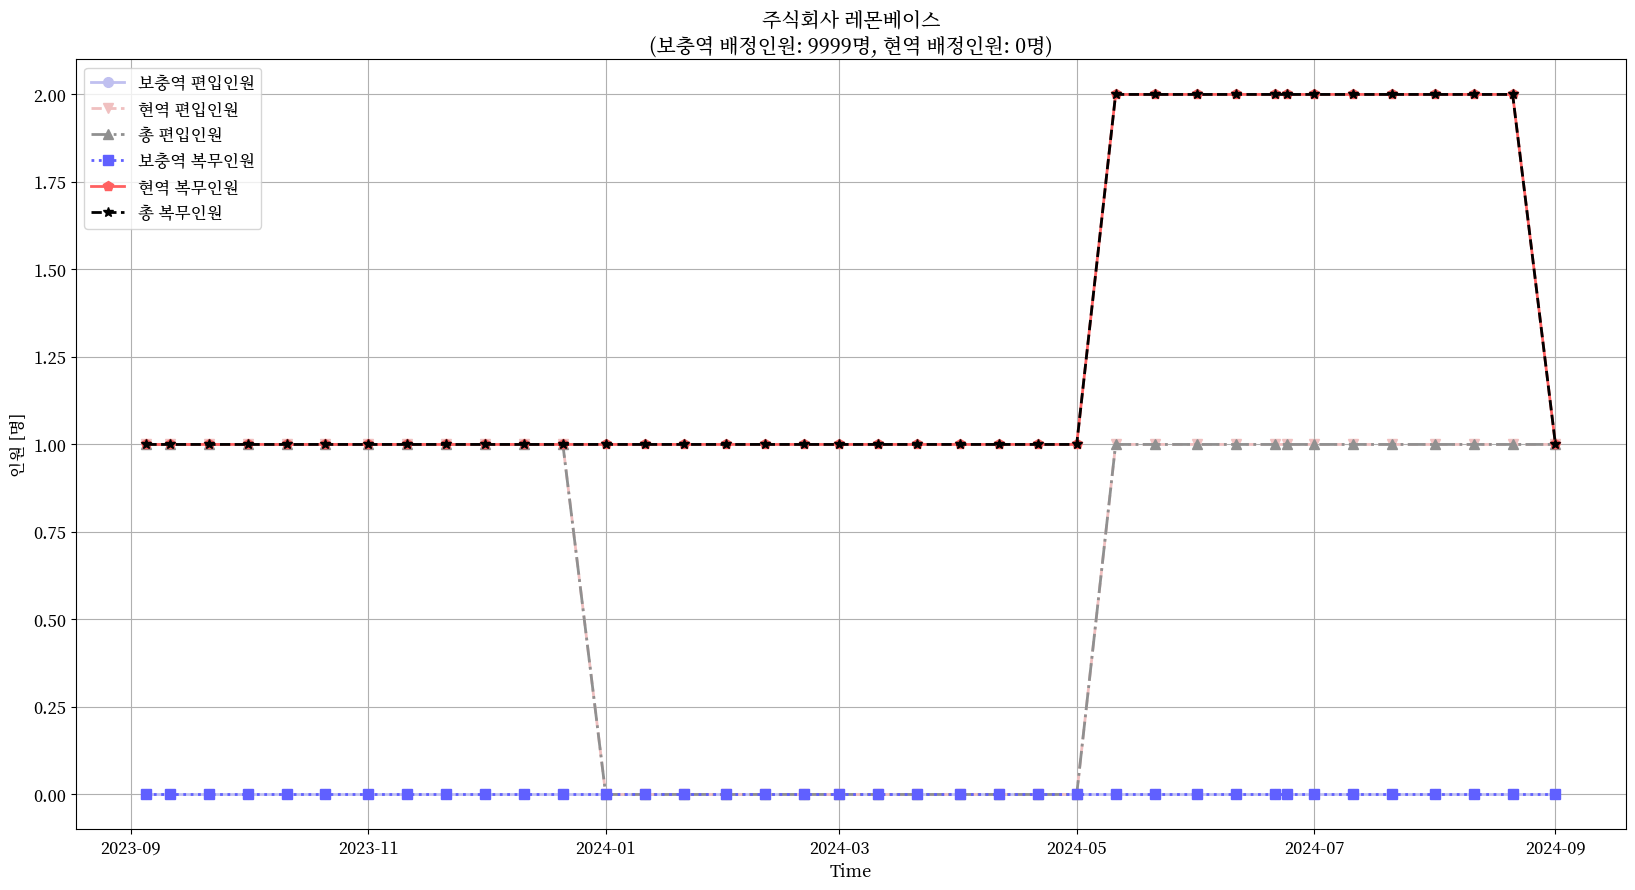 주식회사 레몬베이스
(보충역 배정인원: 9999명, 현역 배정인원: 0명)
보충역 편입인원
현역 편입인원
총 편입인원
보충역 복무인원
현역 복무인원
총 복무인원
인원 [명]
2.00
1.75
1.50
1.25
1.00
0.75
0.50
0.25
0.00
2023-09
2023-11
2024-01
2024-03
2024-05
2024-07
2024-09
Time